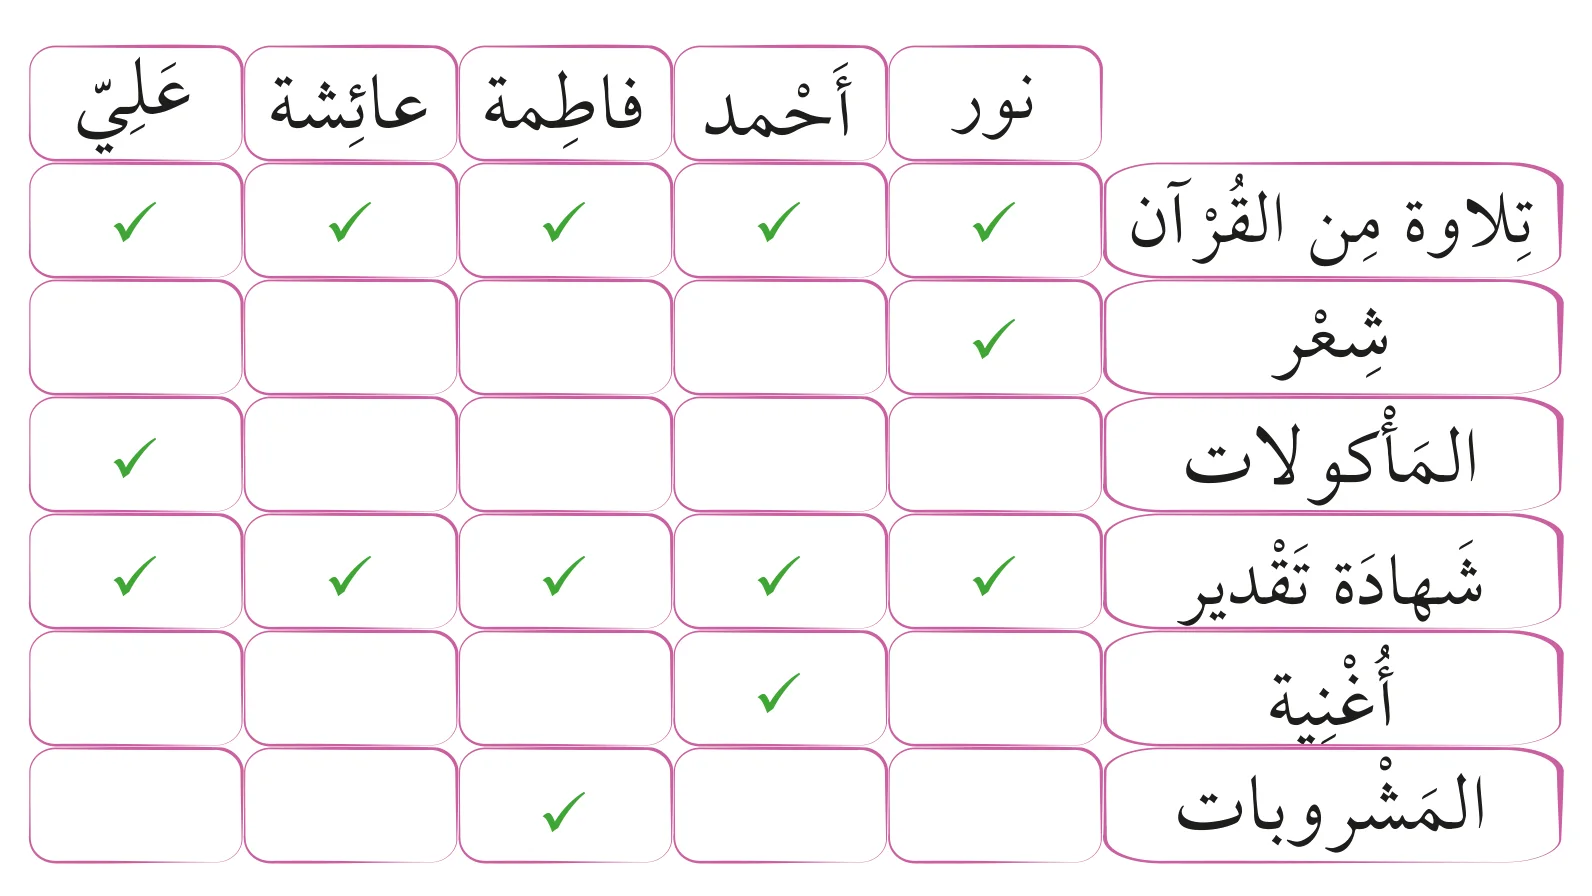 نور أَحْمد فاطِمة عائِشة عَلِيّ
تِلاوة مِن القُرْآن ✓ ✓ ✓ ✓ ✓
شِعْر ✓
المَأْكولات ✓
شَهادَة تَقْدير ✓ ✓ ✓ ✓ ✓
أُغْنِية ✓
المَشْروبات ✓